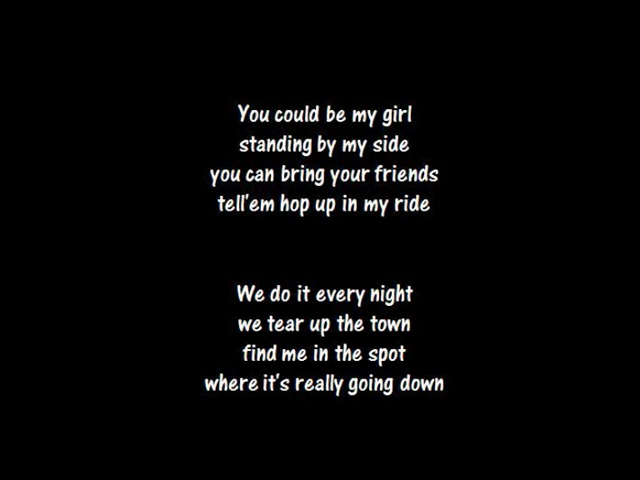 You could be my girl
standing by my side
you can bring your friends
tell'em hop up in my ride
We do it every night
we tear up the town
find me in the spot
where it's really going down